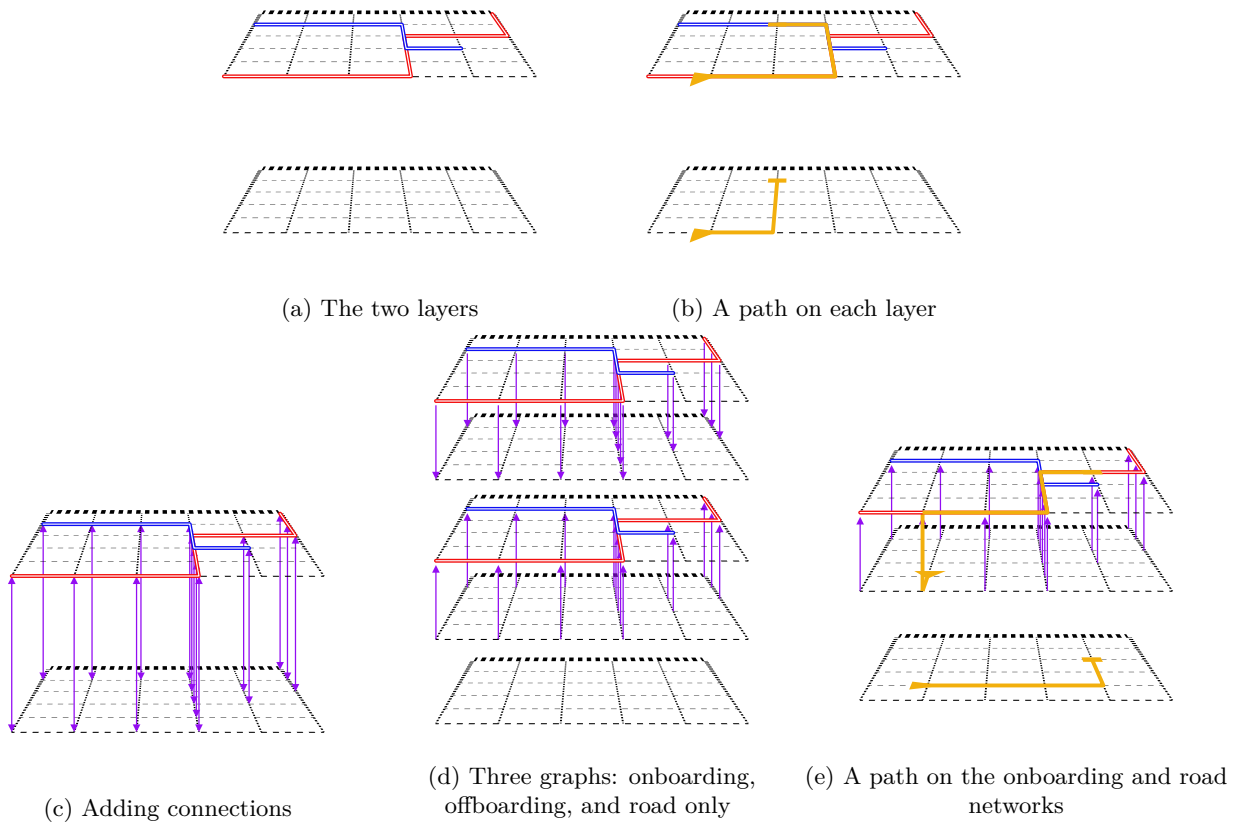 (a) The two layers
(b) A path on each layer
(c) Adding connections
(d) Three graphs: onboarding,
offboarding, and road only
(e) A path on the onboarding and road
networks